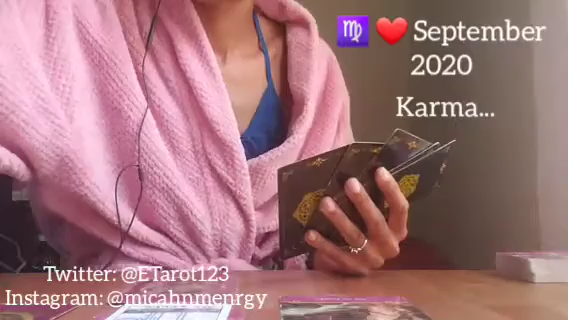 ♍ ❤️ September
2020
Karma...
Twitter: @ETarot123
Instagram: @micahnmenrgy